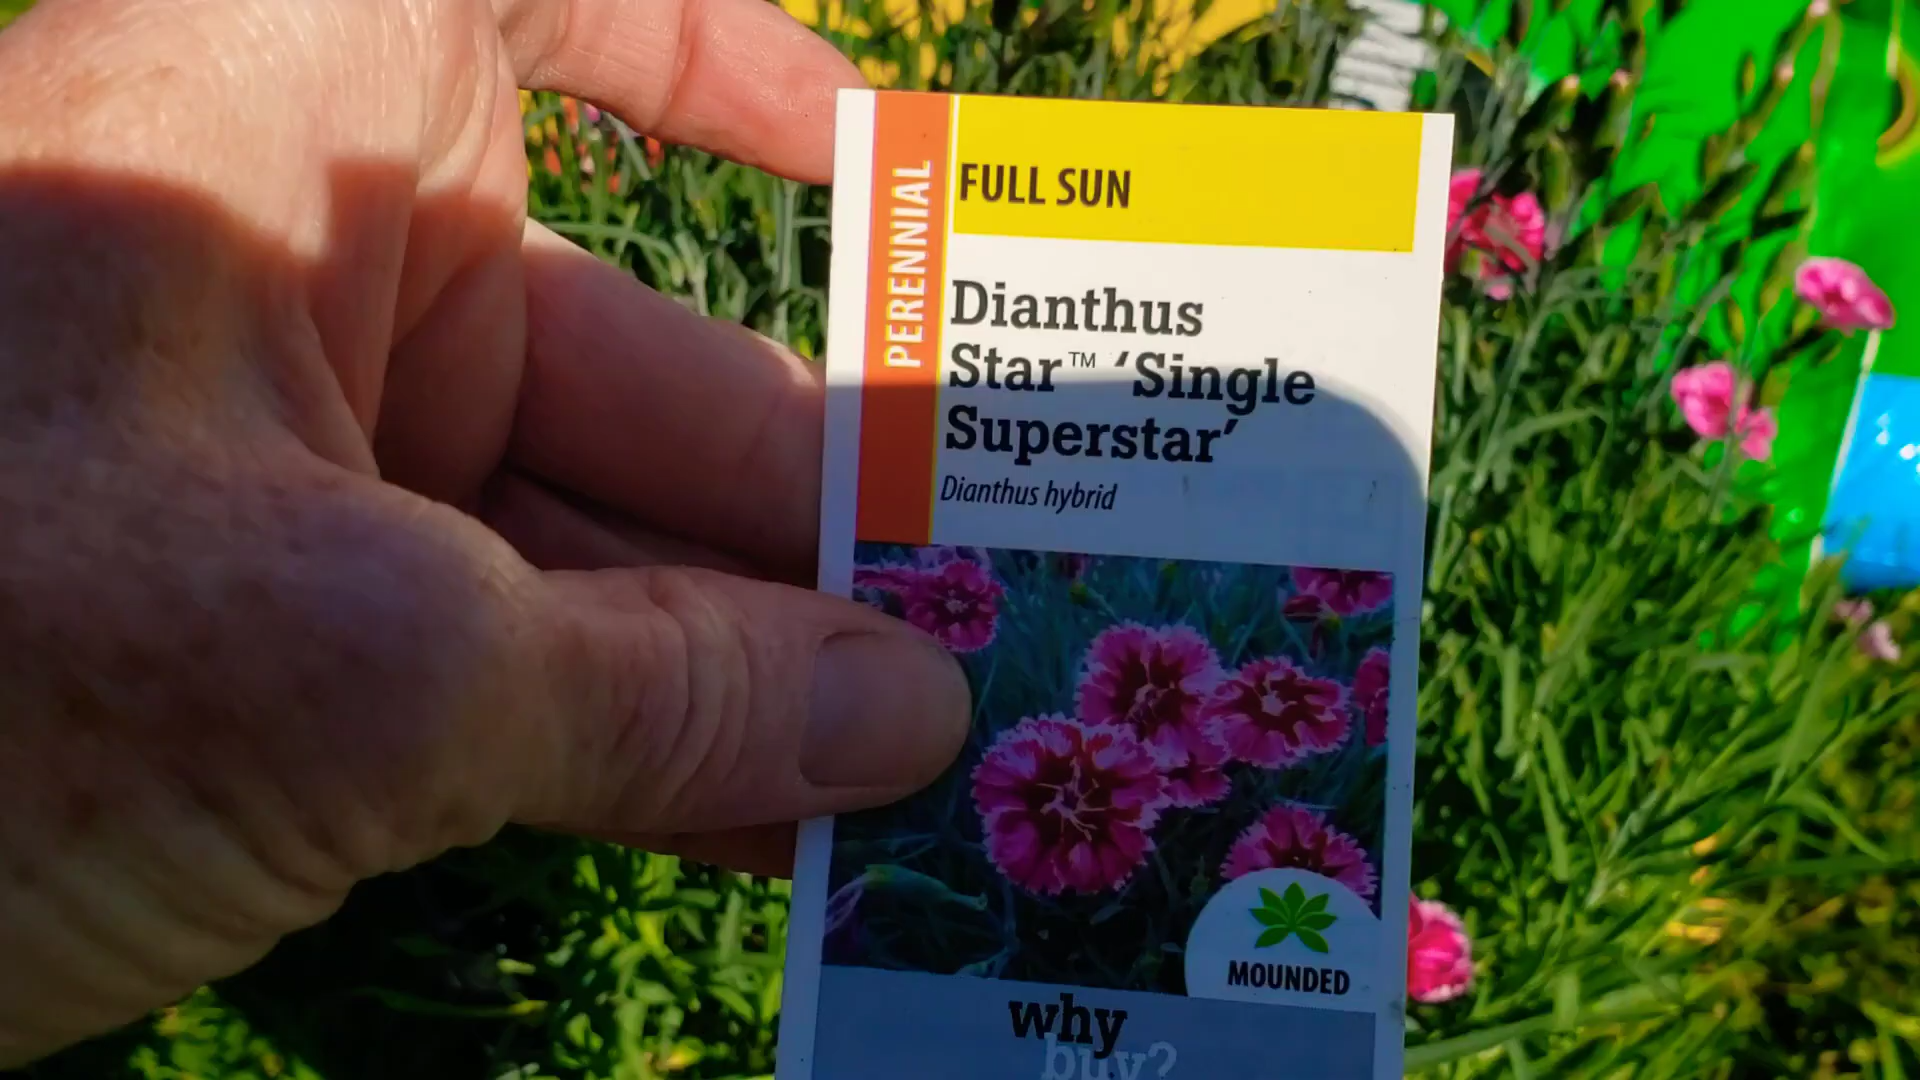 PERENNIAL
FULL SUN
Dianthus
Star™ ‘Single
Superstar’
Dianthus hybrid
MOUNDED
why
buy?